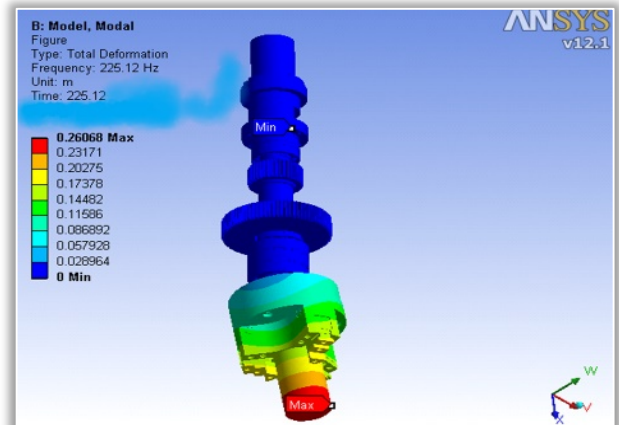 B: Model, Modal
Figure
Type: Total Deformation
Frequency: 225.12 Hz
Unit: m
Time: 225.12
0.26068 Max
0.23171
0.20275
0.17378
0.14482
0.11586
0.086892
0.057928
0.028964
0 Min
ANSYS
v12.1
Min
Max
W
V
X